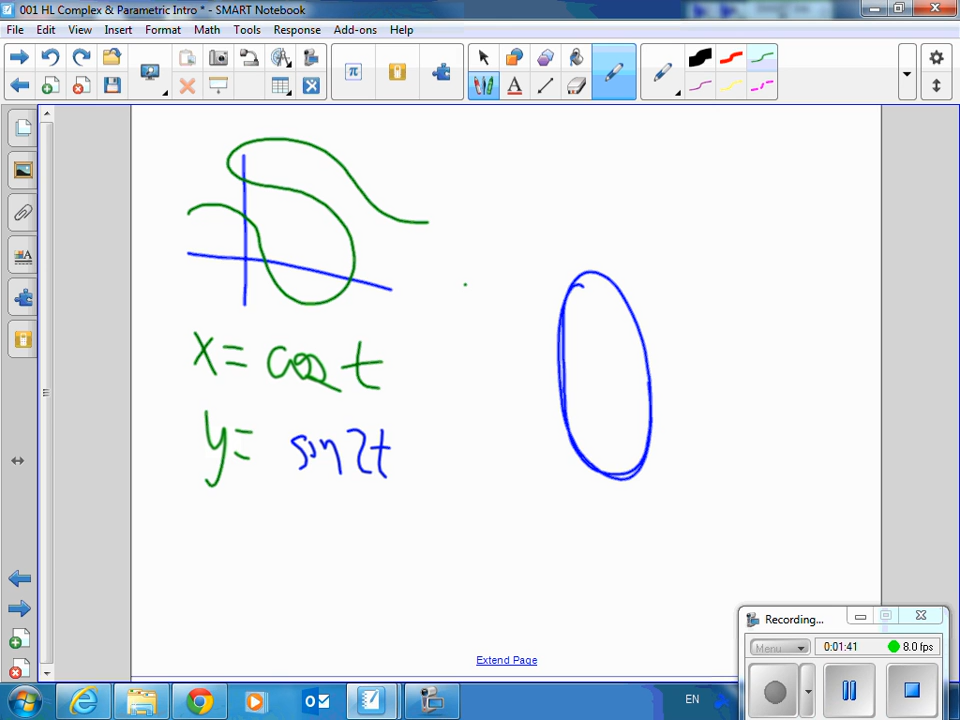 001 HL Complex & Parametric Intro * - SMART Notebook
File Edit View Insert Format Math Tools Response Add-ons Help
π
A
x = cos t
y = sin 2t
Extend Page
Recording...
Menu 0:01:41 8.0 fps
EN